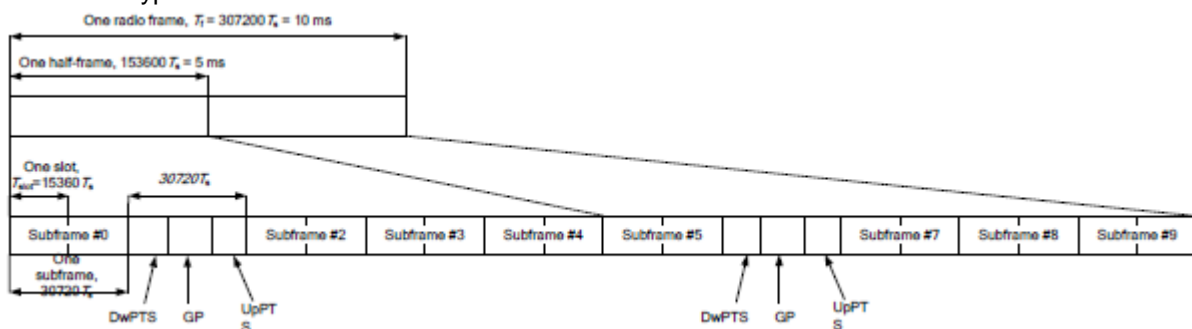 One radio frame, Tf = 307200 Ts = 10 ms
One half-frame, 153600 Ts = 5 ms
One slot,
Tslot=15360 Ts
30720Ts
Subframe #0
Subframe #2
Subframe #3
Subframe #4
Subframe #5
Subframe #7
Subframe #8
Subframe #9
One
subframe,
30720 Ts
DwPTS
GP
UpPT
S
DwPTS
GP
UpPT
S